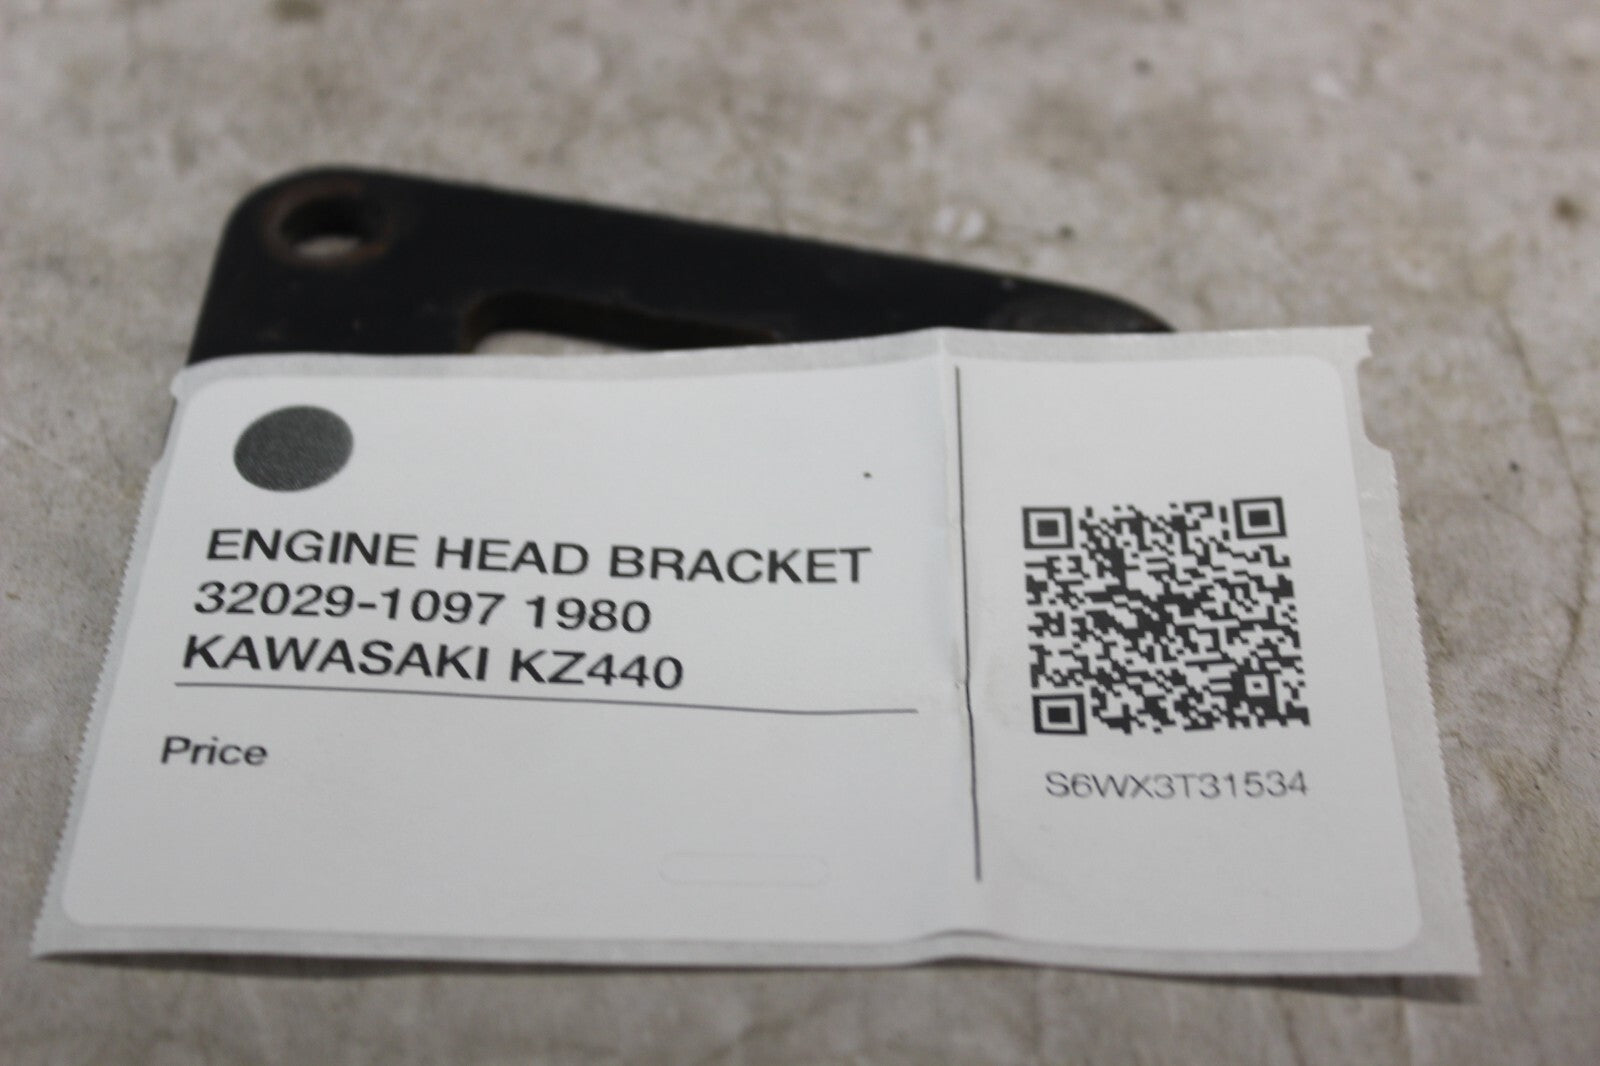 ENGINE HEAD BRACKET
32029-1097 1980
KAWASAKI KZ440
Price
S6WX3T31534